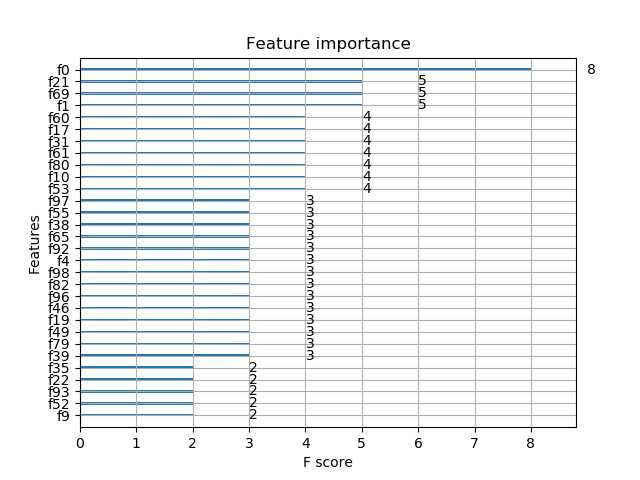 Feature importance
f0 8
f21 5
f69 5
f1 5
f60 4
f17 4
f31 4
f61 4
f80 4
f10 4
f53 4
f97 3
f55 3
f38 3
f65 3
f92 3
f4 3
f98 3
f82 3
f96 3
f46 3
f19 3
f49 3
f79 3
f39 3
f35 2
f22 2
f93 2
f52 2
f9 2
Features
0 1 2 3 4 5 6 7 8
F score